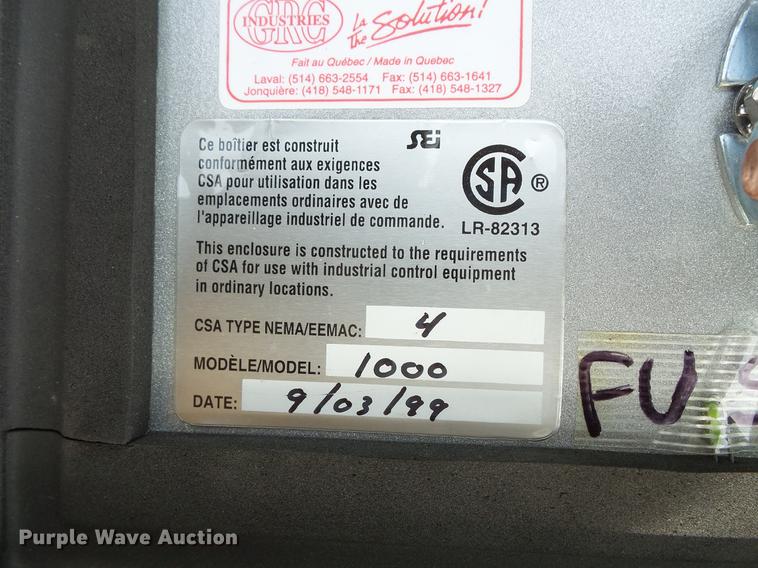 INDUSTRIES
GRC
La
The Solution!
Fait au Québec / Made in Quebec
Laval: (514) 663-2554 Fax: (514) 663-1641
Jonquière: (418) 548-1171 Fax: (418) 548-1327
Ce boîtier est construit
conformément aux exigences
CSA pour utilisation dans les
emplacements ordinaires avec de
l'appareillage industriel de commande.
SEi
CSA ®
LR-82313
This enclosure is constructed to the requirements
of CSA for use with industrial control equipment
in ordinary locations.
CSA TYPE NEMA/EEMAC: 4
MODÈLE/MODEL: 1000
DATE: 9/03/99
FU
Purple Wave Auction